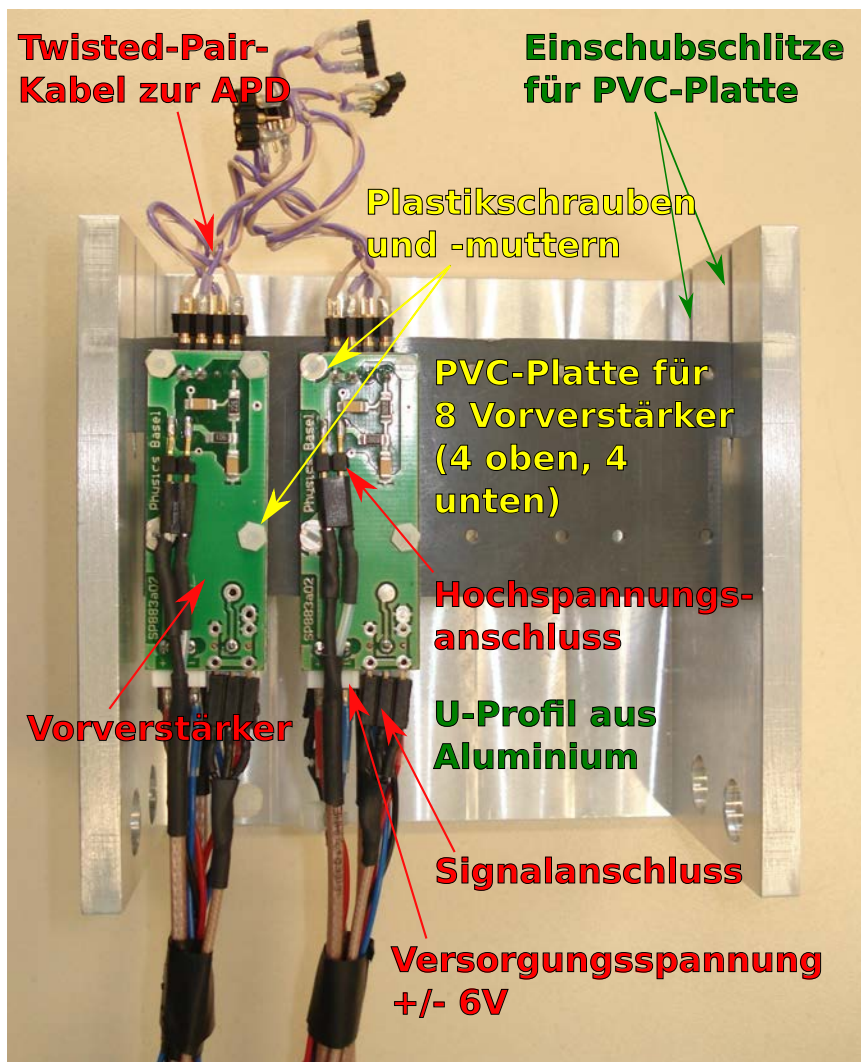 Twisted-Pair-
Kabel zur APD
Einschubschlitze
für PVC-Platte
Plastikschrauben
und -muttern
PVC-Platte für
8 Vorverstärker
(4 oben, 4
unten)
Physics Basel
Physics Basel
SP883a02
SP883a02
Hochspannungs-
anschluss
Vorverstärker
U-Profil aus
Aluminium
Signalanschluss
Versorgungsspannung
+/- 6V